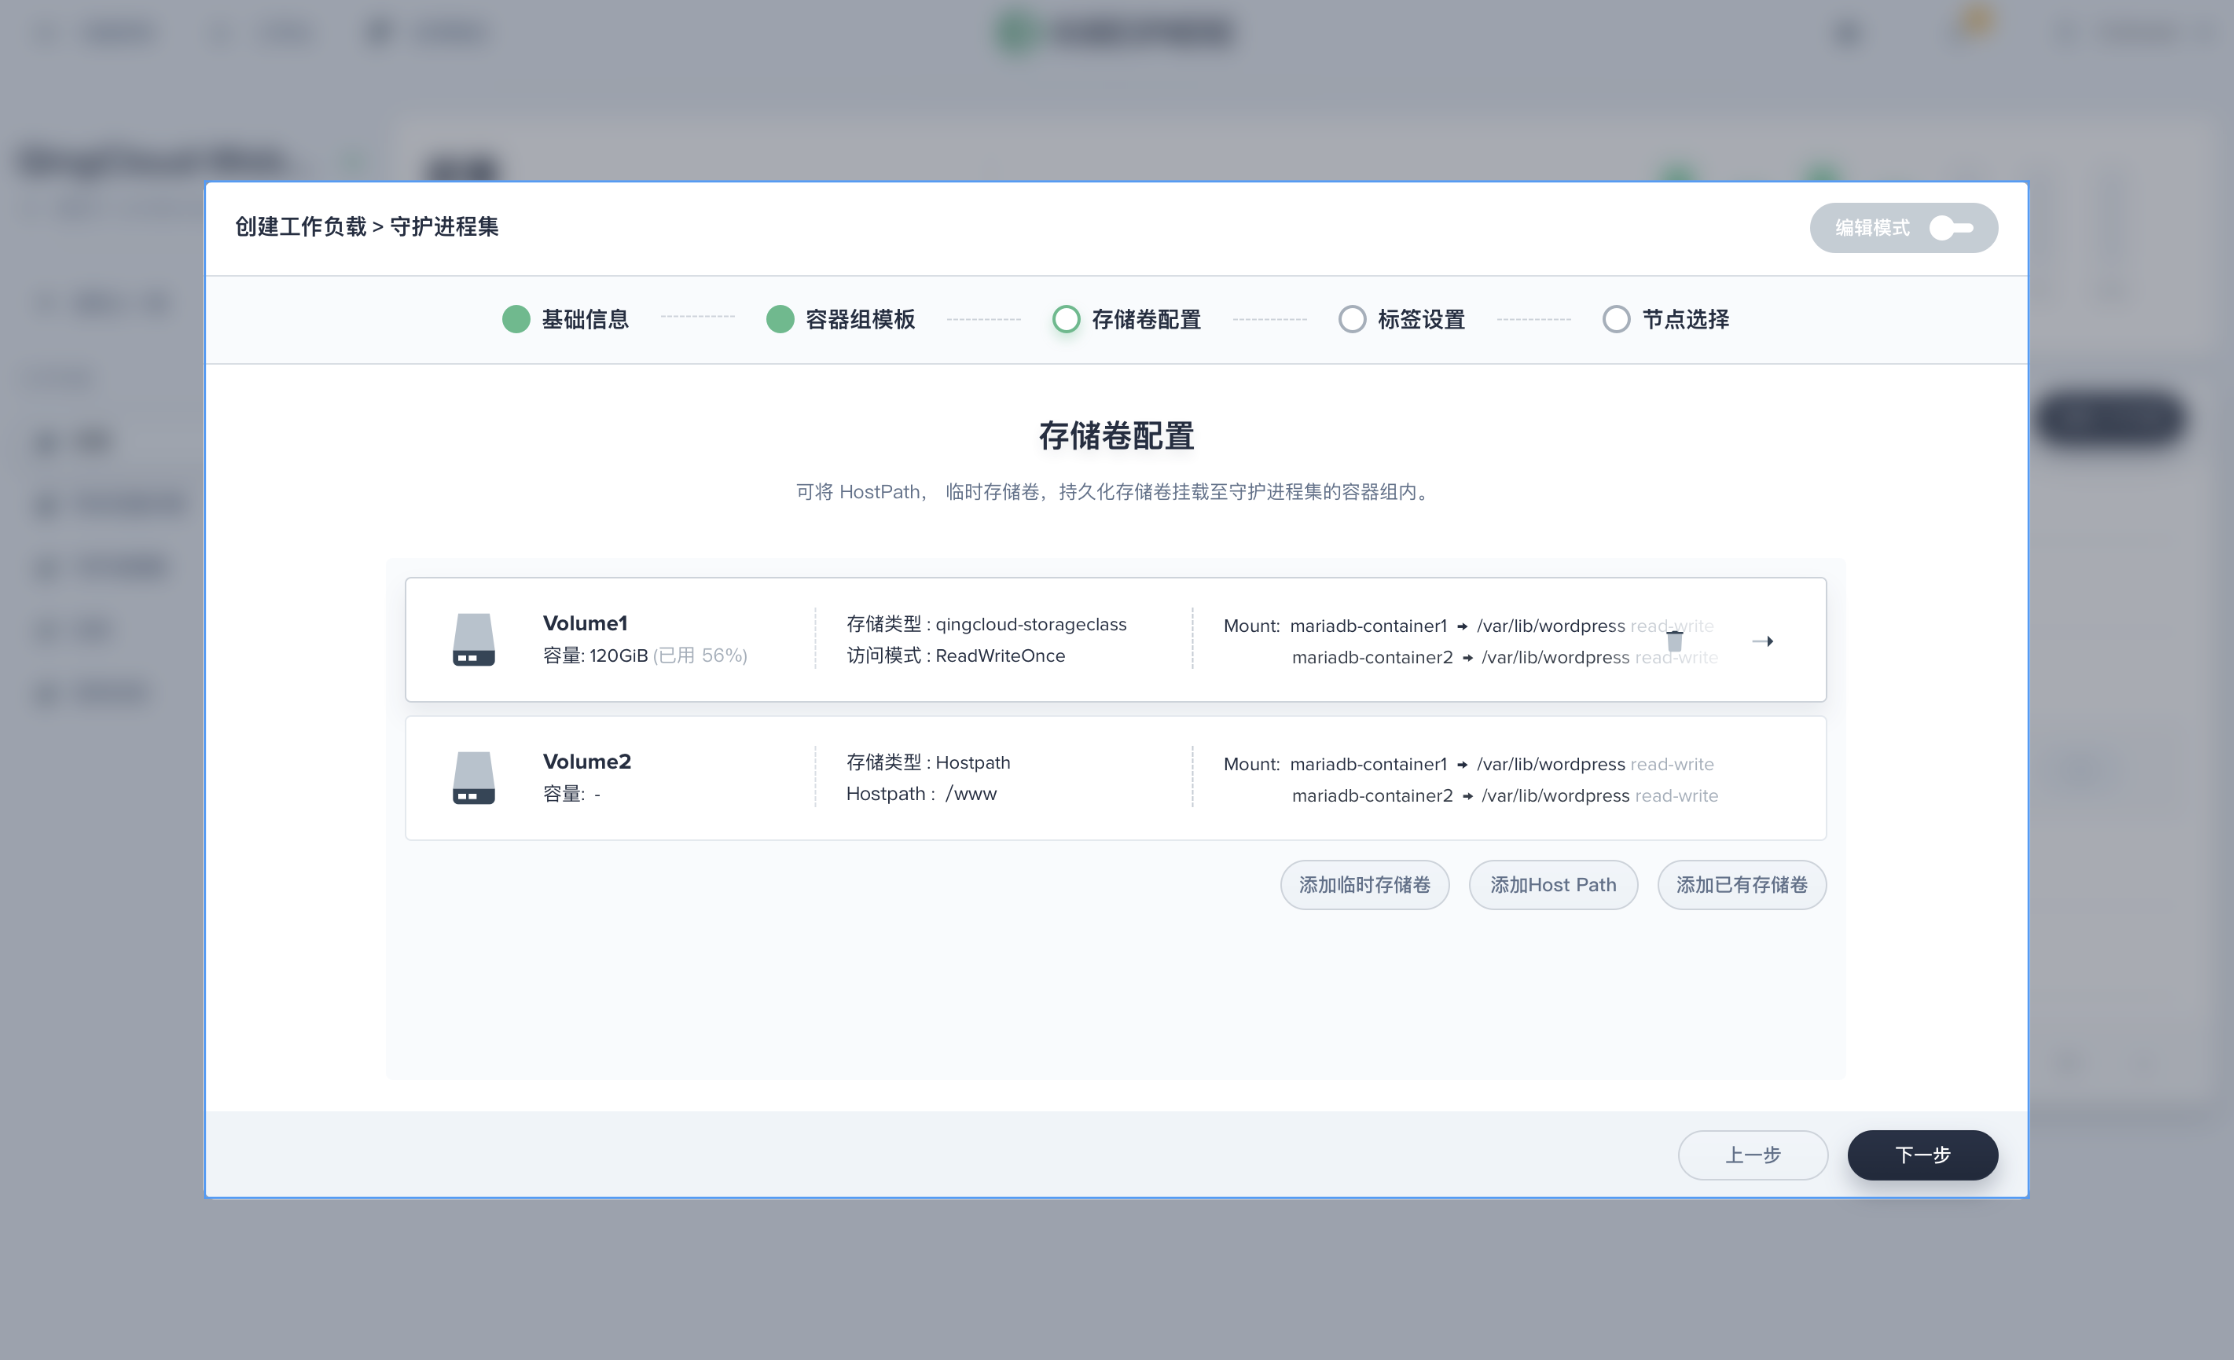 创建工作负载 > 守护进程集
编辑模式
基础信息
容器组模板
存储卷配置
标签设置
节点选择
存储卷配置
可将 HostPath， 临时存储卷，持久化存储卷挂载至守护进程集的容器组内。
Volume1
容量: 120GiB (已用 56%)
存储类型 : qingcloud-storageclass
访问模式 : ReadWriteOnce
Mount: mariadb-container1 → /var/lib/wordpress read-write
mariadb-container2 → /var/lib/wordpress read-write
Volume2
容量: -
存储类型 : Hostpath
Hostpath : /www
Mount: mariadb-container1 → /var/lib/wordpress read-write
mariadb-container2 → /var/lib/wordpress read-write
添加临时存储卷
添加Host Path
添加已有存储卷
上一步
下一步